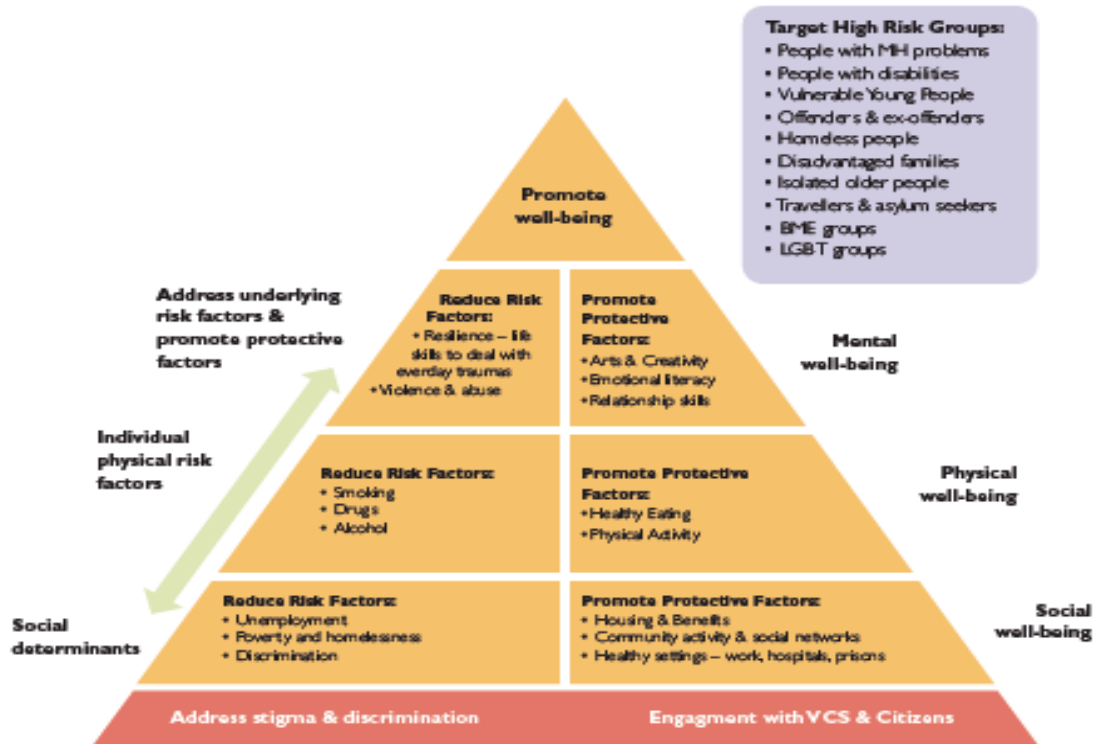 Target High Risk Groups:
• People with MH problems
• People with disabilities
• Vulnerable Young People
• Offenders & ex-offenders
• Homeless people
• Disadvantaged families
• Isolated older people
• Travellers & asylum seekers
• BME groups
• LGBT groups
Promote
well-being
Address underlying
risk factors &
promote protective
factors
Reduce Risk
Factors:
• Resilience – life
skills to deal with
everday traumas
• Violence & abuse
Promote
Protective
Factors:
• Arts & Creativity
• Emotional literacy
• Relationship skills
Mental
well-being
Individual
physical risk
factors
Reduce Risk Factors:
• Smoking
• Drugs
• Alcohol
Promote Protective
Factors:
• Healthy Eating
• Physical Activity
Physical
well-being
Social
determinants
Reduce Risk Factors:
• Unemployment
• Poverty and homelessness
• Discrimination
Promote Protective Factors:
• Housing & Benefits
• Community activity & social networks
• Healthy settings – work, hospitals, prisons
Social
well-being
Address stigma & discrimination
Engagment with VCS & Citizens